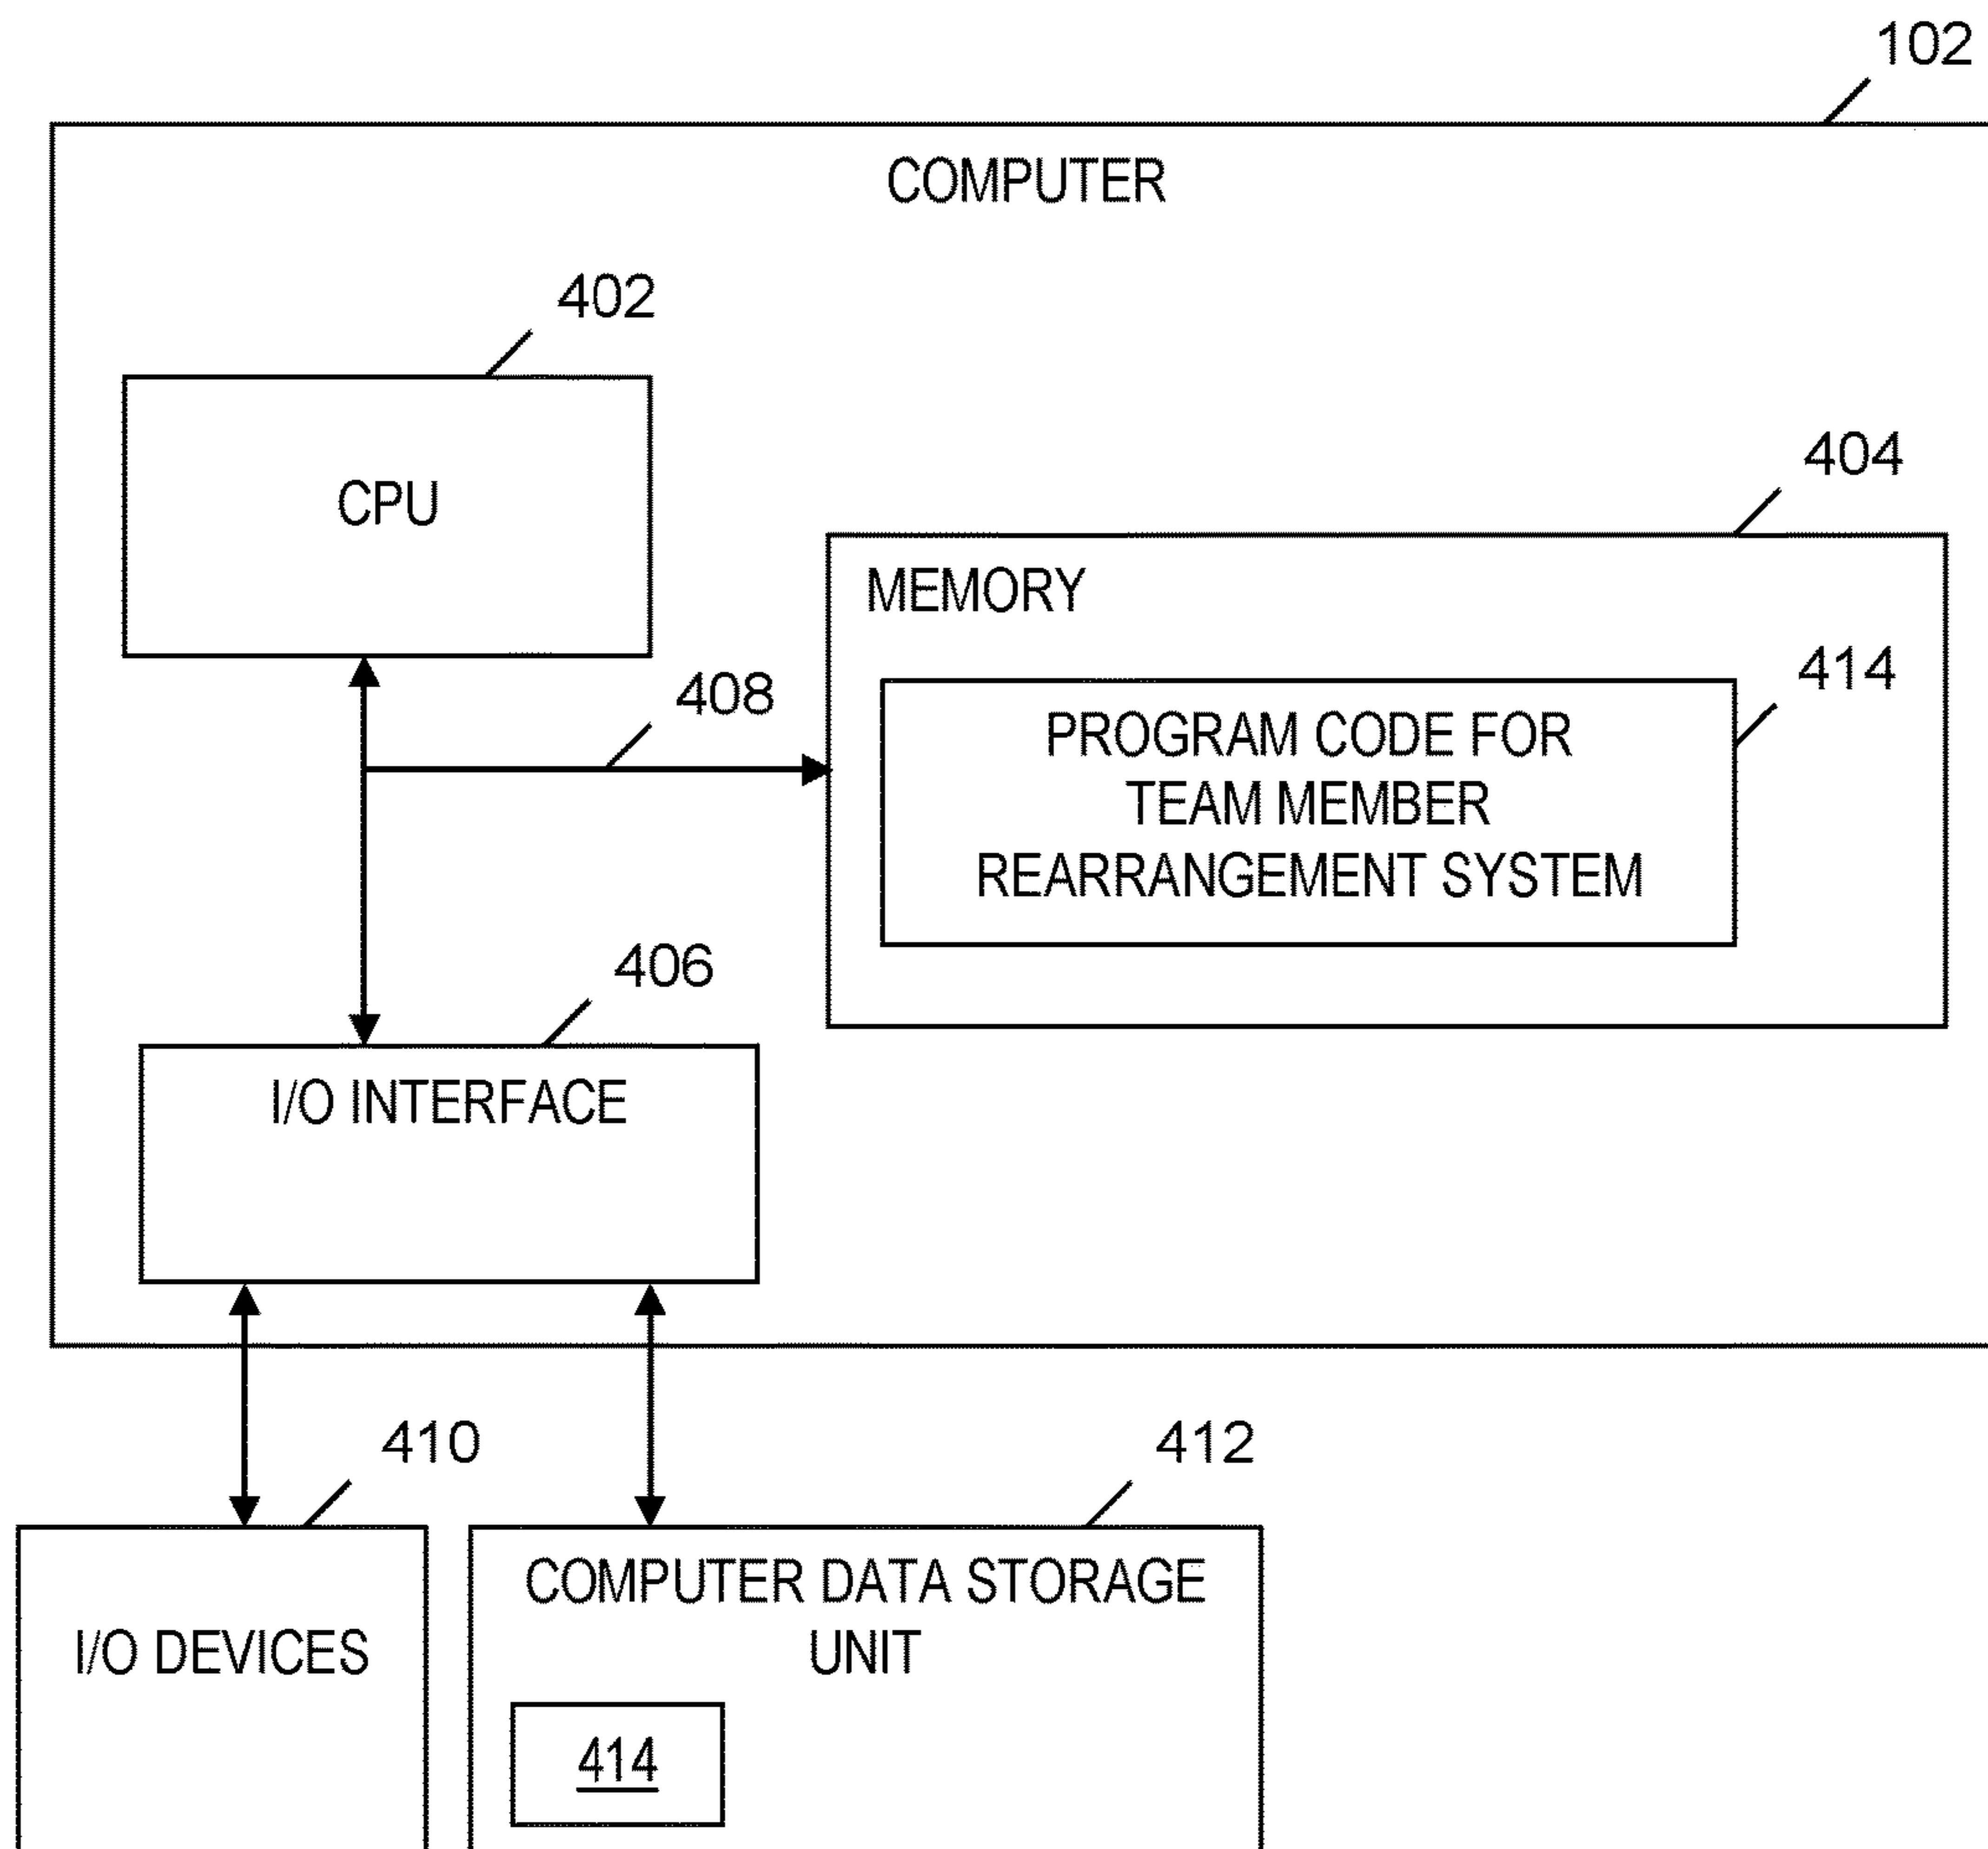 102
COMPUTER
402
CPU
404
MEMORY
408
414
PROGRAM CODE FOR
TEAM MEMBER
REARRANGEMENT SYSTEM
406
I/O INTERFACE
410
412
I/O DEVICES
COMPUTER DATA STORAGE
UNIT
414